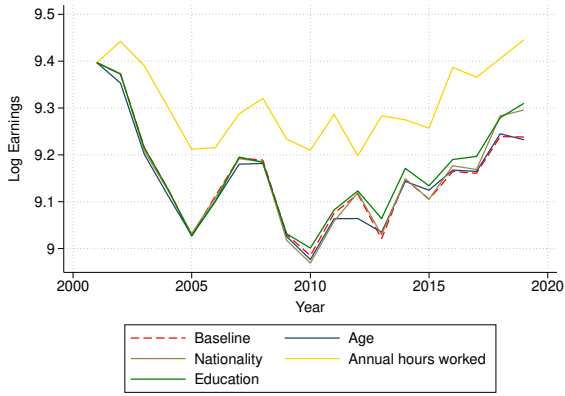 9.5
9.4
9.3
9.2
9.1
9
Log Earnings
2000 2005 2010 2015 2020
Year
Baseline Age
Nationality Annual hours worked
Education